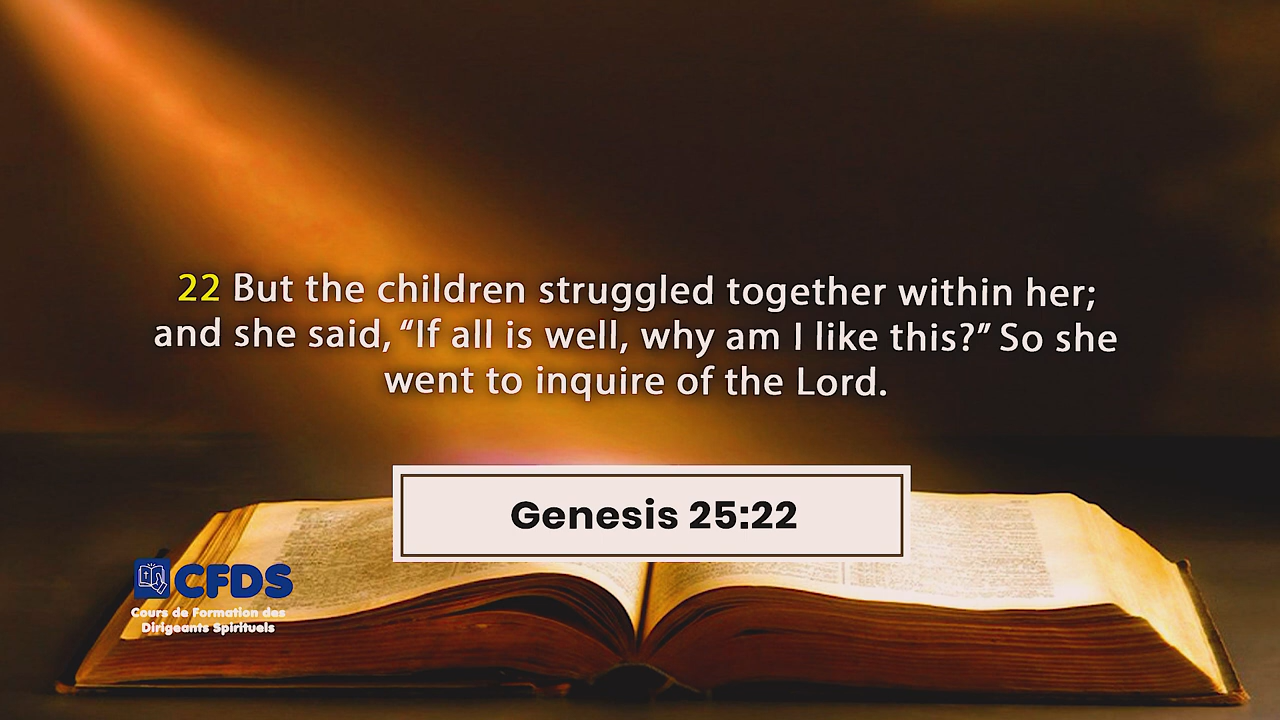 22 But the children struggled together within her;
and she said, “If all is well, why am I like this?” So she
went to inquire of the Lord.
Genesis 25:22
CFDS
Cours de Formation des
Dirigeants Spirituels